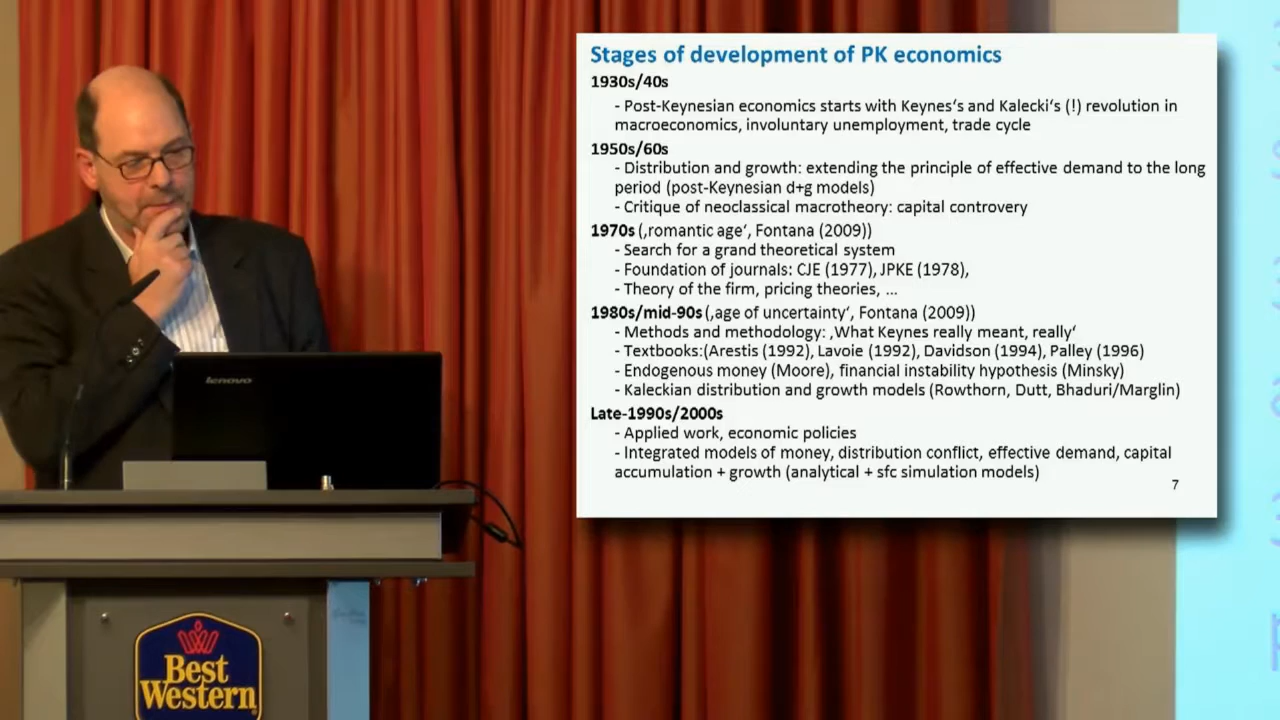 Stages of development of PK economics
1930s/40s
- Post-Keynesian economics starts with Keynes‘s and Kalecki‘s (!) revolution in
macroeconomics, involuntary unemployment, trade cycle
1950s/60s
- Distribution and growth: extending the principle of effective demand to the long
period (post-Keynesian d+g models)
- Critique of neoclassical macrotheory: capital controvery
1970s (‚romantic age‘, Fontana (2009))
- Search for a grand theoretical system
- Foundation of journals: CJE (1977), JPKE (1978),
- Theory of the firm, pricing theories, …
1980s/mid-90s (‚age of uncertainty‘, Fontana (2009))
- Methods and methodology: ‚What Keynes really meant, really‘
- Textbooks:(Arestis (1992), Lavoie (1992), Davidson (1994), Palley (1996)
- Endogenous money (Moore), financial instability hypothesis (Minsky)
- Kaleckian distribution and growth models (Rowthorn, Dutt, Bhaduri/Marglin)
Late-1990s/2000s
- Applied work, economic policies
- Integrated models of money, distribution conflict, effective demand, capital
accumulation + growth (analytical + sfc simulation models)
7
lenovo
Best
Western